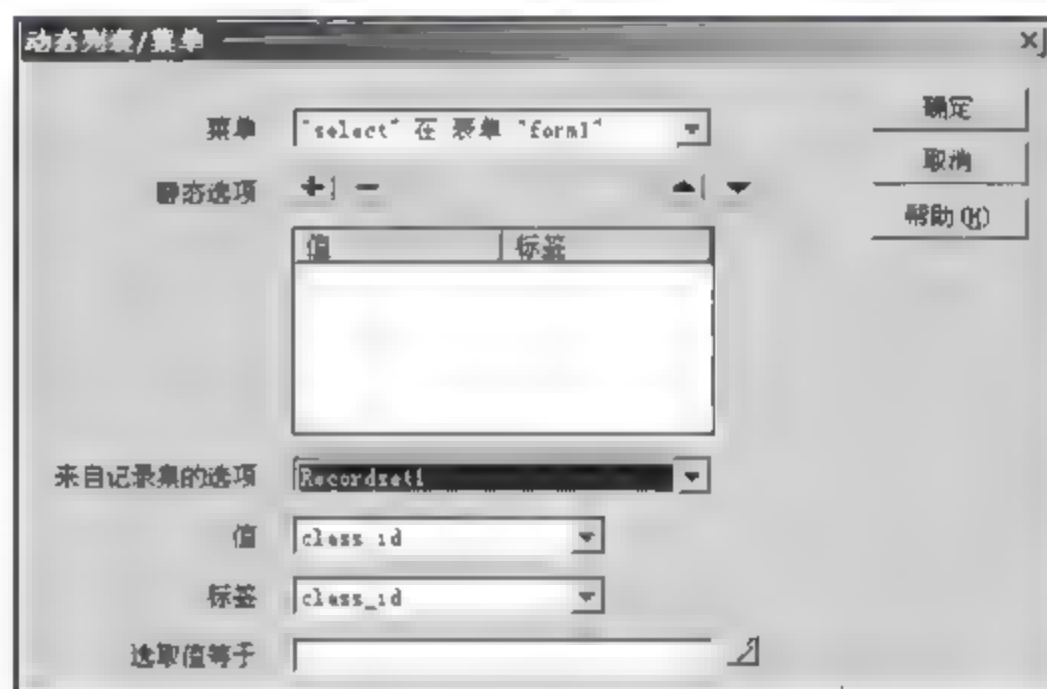 动态列表/菜单
菜单 "select" 在 表单 "form1"
确定
取消
静态选项
帮助(H)
值 标签
来自记录集的选项 Recordset1
值 class_id
标签 class_id
选取值等于